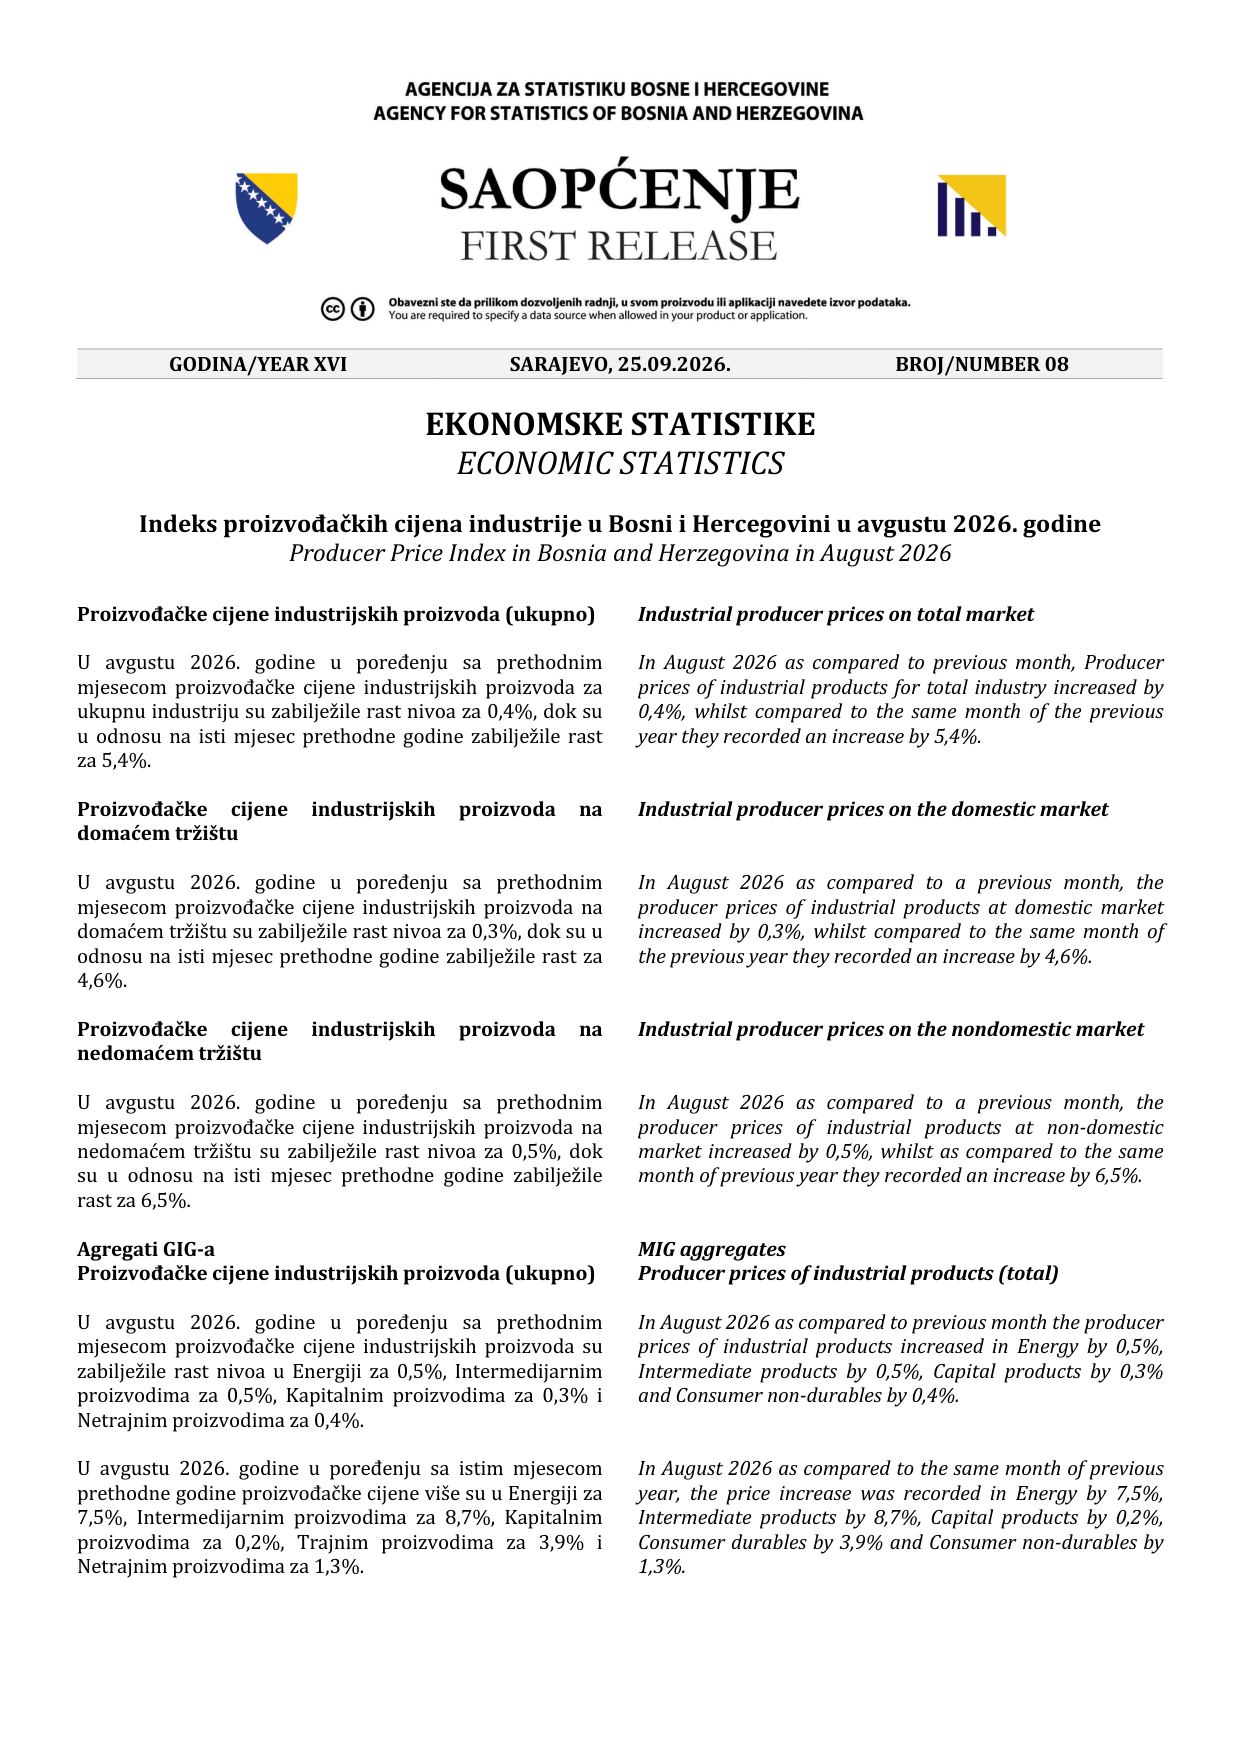 AGENCIJA ZA STATISTIKU BOSNE I HERCEGOVINE
AGENCY FOR STATISTICS OF BOSNIA AND HERZEGOVINA
SAOPĆENJE
FIRST RELEASE
cc
Obavezni ste da prilikom dozvoljenih radnji, u svom proizvodu ili aplikaciji navedete izvor podataka.
You are required to specify a data source when allowed in your product or application.
GODINA/YEAR XVI SARAJEVO, 25.09.2026. BROJ/NUMBER 08
EKONOMSKE STATISTIKE
ECONOMIC STATISTICS
Indeks proizvođačkih cijena industrije u Bosni i Hercegovini u avgustu 2026. godine
Producer Price Index in Bosnia and Herzegovina in August 2026
Proizvođačke cijene industrijskih proizvoda (ukupno)
U avgustu 2026. godine u poređenju sa prethodnim
mjesecom proizvođačke cijene industrijskih proizvoda za
ukupnu industriju su zabilježile rast nivoa za 0,4%, dok su
u odnosu na isti mjesec prethodne godine zabilježile rast
za 5,4%.
Industrial producer prices on total market
In August 2026 as compared to previous month, Producer
prices of industrial products for total industry increased by
0,4%, whilst compared to the same month of the previous
year they recorded an increase by 5,4%.
Proizvođačke cijene industrijskih proizvoda na
domaćem tržištu
U avgustu 2026. godine u poređenju sa prethodnim
mjesecom proizvođačke cijene industrijskih proizvoda na
domaćem tržištu su zabilježile rast nivoa za 0,3%, dok su u
odnosu na isti mjesec prethodne godine zabilježile rast za
4,6%.
Industrial producer prices on the domestic market
In August 2026 as compared to a previous month, the
producer prices of industrial products at domestic market
increased by 0,3%, whilst compared to the same month of
the previous year they recorded an increase by 4,6%.
Proizvođačke cijene industrijskih proizvoda na
nedomaćem tržištu
U avgustu 2026. godine u poređenju sa prethodnim
mjesecom proizvođačke cijene industrijskih proizvoda na
nedomaćem tržištu su zabilježile rast nivoa za 0,5%, dok
su u odnosu na isti mjesec prethodne godine zabilježile
rast za 6,5%.
Industrial producer prices on the nondomestic market
In August 2026 as compared to a previous month, the
producer prices of industrial products at non-domestic
market increased by 0,5%, whilst as compared to the same
month of previous year they recorded an increase by 6,5%.
Agregati GIG-a
Proizvođačke cijene industrijskih proizvoda (ukupno)
U avgustu 2026. godine u poređenju sa prethodnim
mjesecom proizvođačke cijene industrijskih proizvoda su
zabilježile rast nivoa u Energiji za 0,5%, Intermedijarnim
proizvodima za 0,5%, Kapitalnim proizvodima za 0,3% i
Netrajnim proizvodima za 0,4%.
U avgustu 2026. godine u poređenju sa istim mjesecom
prethodne godine proizvođačke cijene više su u Energiji za
7,5%, Intermedijarnim proizvodima za 8,7%, Kapitalnim
proizvodima za 0,2%, Trajnim proizvodima za 3,9% i
Netrajnim proizvodima za 1,3%.
MIG aggregates
Producer prices of industrial products (total)
In August 2026 as compared to previous month the producer
prices of industrial products increased in Energy by 0,5%,
Intermediate products by 0,5%, Capital products by 0,3%
and Consumer non-durables by 0,4%.
In August 2026 as compared to the same month of previous
year, the price increase was recorded in Energy by 7,5%,
Intermediate products by 8,7%, Capital products by 0,2%,
Consumer durables by 3,9% and Consumer non-durables by
1,3%.